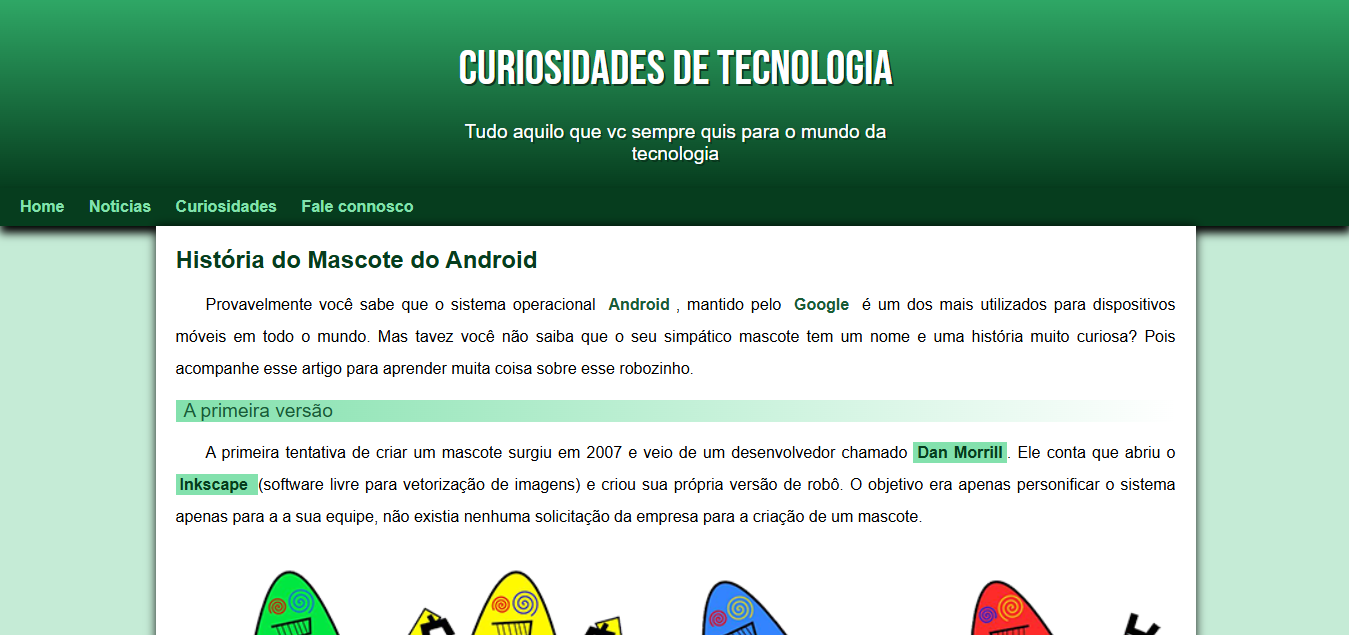 CURIOSIDADES DE TECNOLOGIA
Tudo aquilo que vc sempre quis para o mundo da
tecnologia
Home Noticias Curiosidades Fale connosco
História do Mascote do Android
Provavelmente você sabe que o sistema operacional Android , mantido pelo Google é um dos mais utilizados para dispositivos
móveis em todo o mundo. Mas tavez você não saiba que o seu simpático mascote tem um nome e uma história muito curiosa? Pois
acompanhe esse artigo para aprender muita coisa sobre esse robozinho.
A primeira versão
A primeira tentativa de criar um mascote surgiu em 2007 e veio de um desenvolvedor chamado Dan Morrill. Ele conta que abriu o
Inkscape (software livre para vetorização de imagens) e criou sua própria versão de robô. O objetivo era apenas personificar o sistema
apenas para a a sua equipe, não existia nenhuma solicitação da empresa para a criação de um mascote.